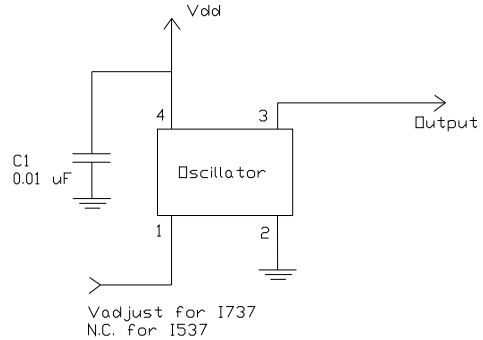 Vdd
4
3
Output
C1
0.01 uF
Oscillator
1
2
Vadjust for I737
N.C. for I537